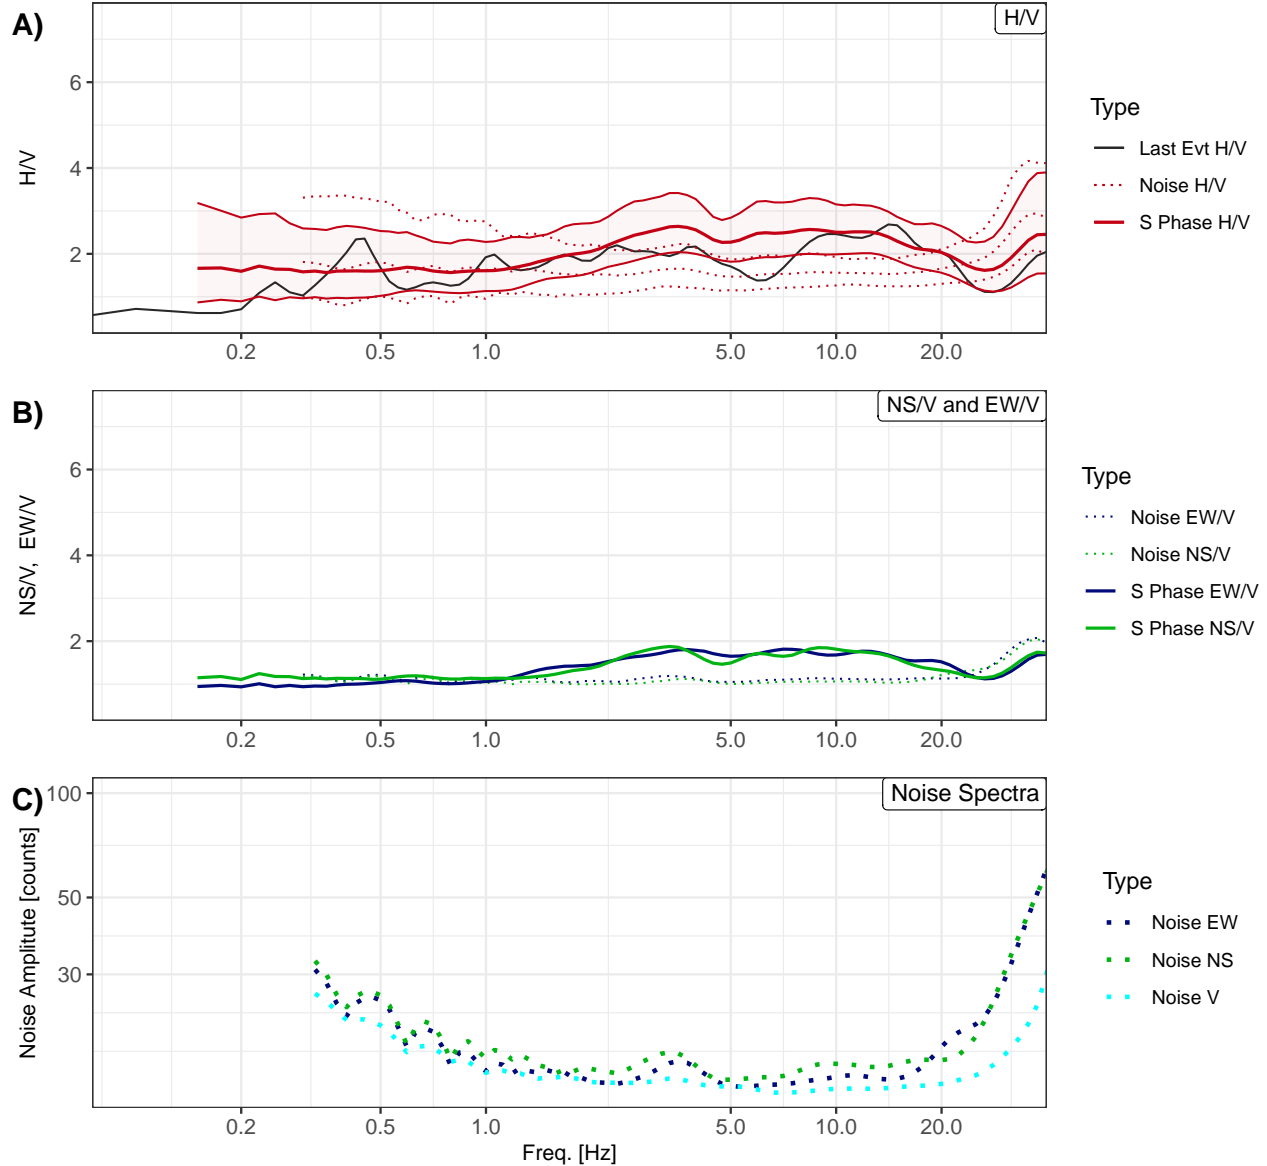 A)
H/V
6
4
2
H/V
0.2 0.5 1.0 5.0 10.0 20.0
Type
Last Evt H/V
Noise H/V
S Phase H/V
B)
NS/V and EW/V
6
4
2
NS/V, EW/V
0.2 0.5 1.0 5.0 10.0 20.0
Type
Noise EW/V
Noise NS/V
S Phase EW/V
S Phase NS/V
C)
Noise Spectra
100
50
30
Noise Amplitute [counts]
0.2 0.5 1.0 5.0 10.0 20.0
Freq. [Hz]
Type
Noise EW
Noise NS
Noise V